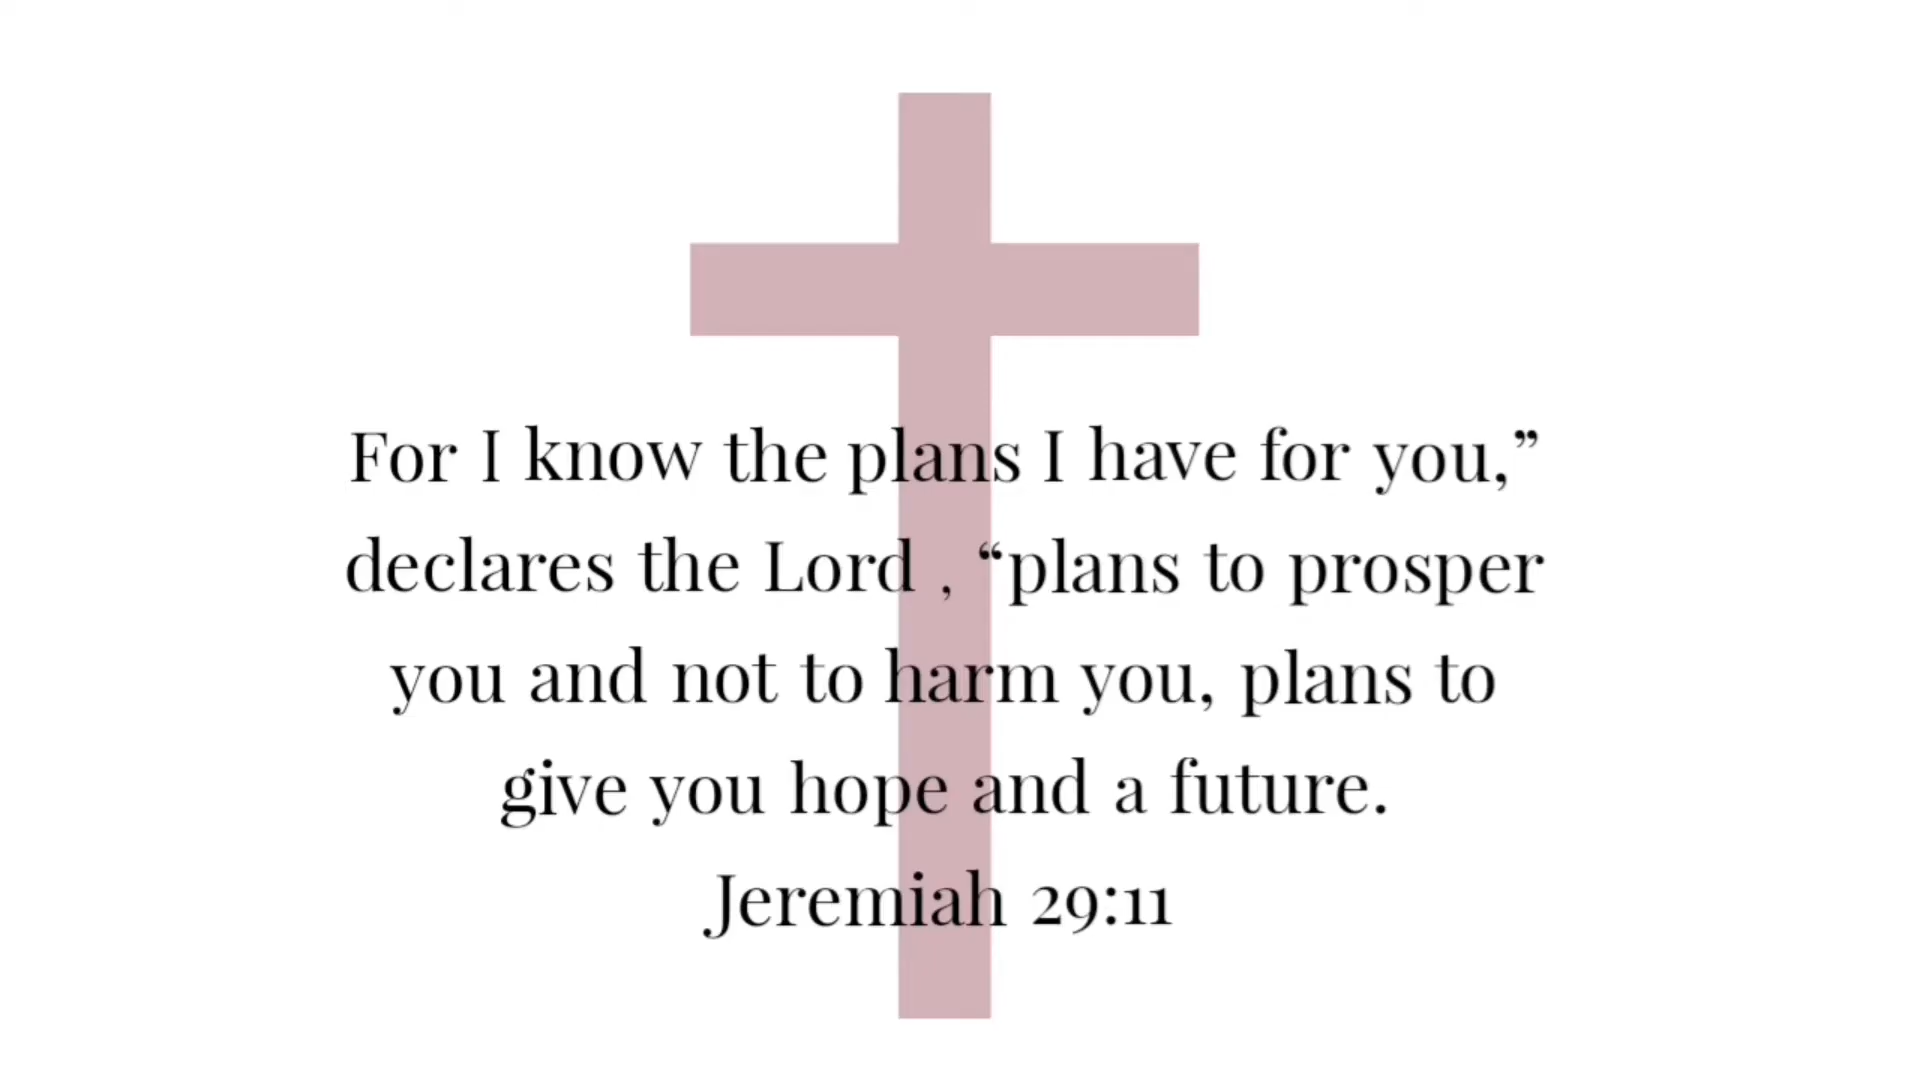 For I know the plans I have for you,”
declares the Lord , “plans to prosper
you and not to harm you, plans to
give you hope and a future.
Jeremiah 29:11